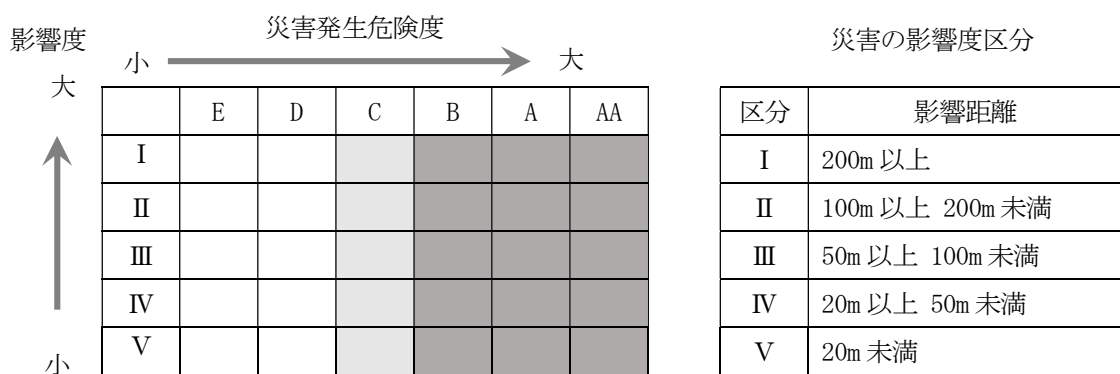 災害発生危険度
影響度
小 大
大
E D C B A AA
Ⅰ
Ⅱ
Ⅲ
Ⅳ
Ⅴ
小
災害の影響度区分
区分 影響距離
Ⅰ 200m 以上
Ⅱ 100m 以上 200m 未満
Ⅲ 50m 以上 100m 未満
Ⅳ 20m 以上 50m 未満
Ⅴ 20m 未満